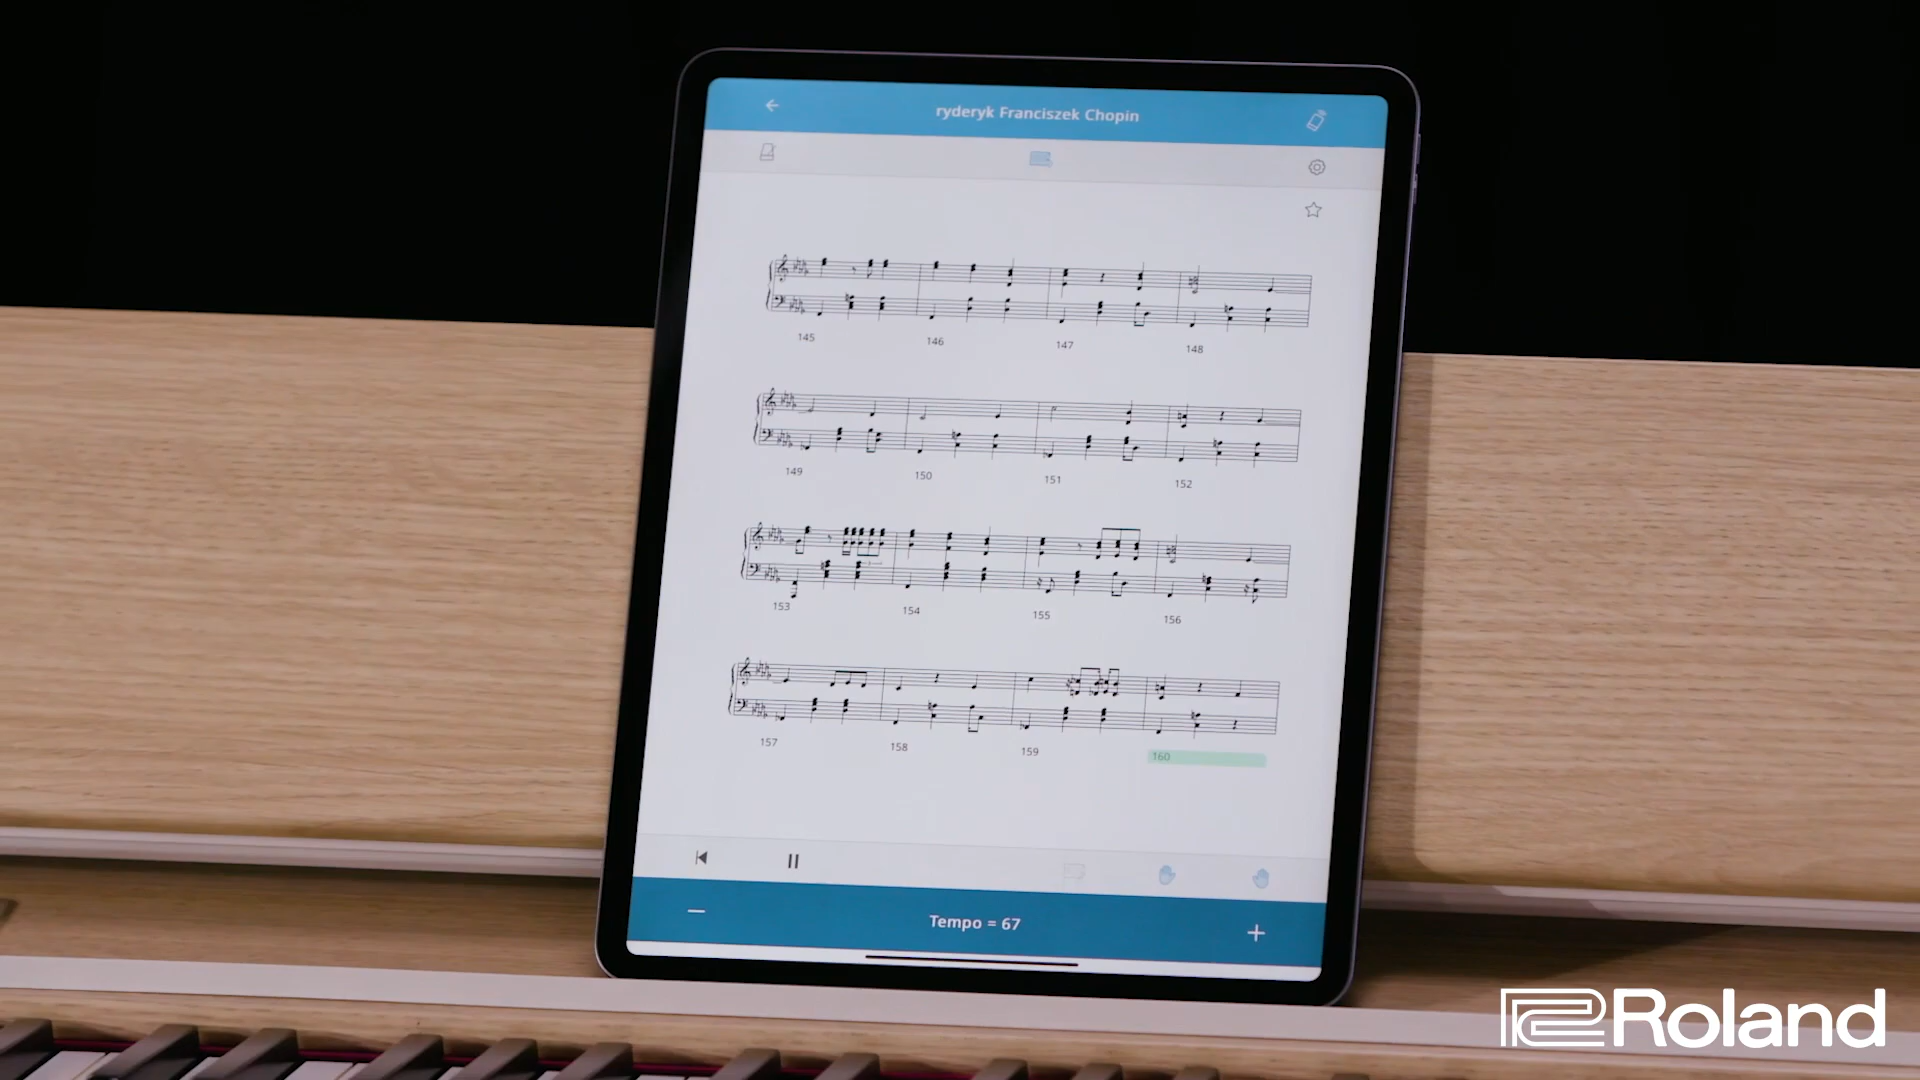 ryderyk Franciszek Chopin
145 146 147 148
149 150 151 152
153 154 155 156
157 158 159 160
Tempo = 67
Roland